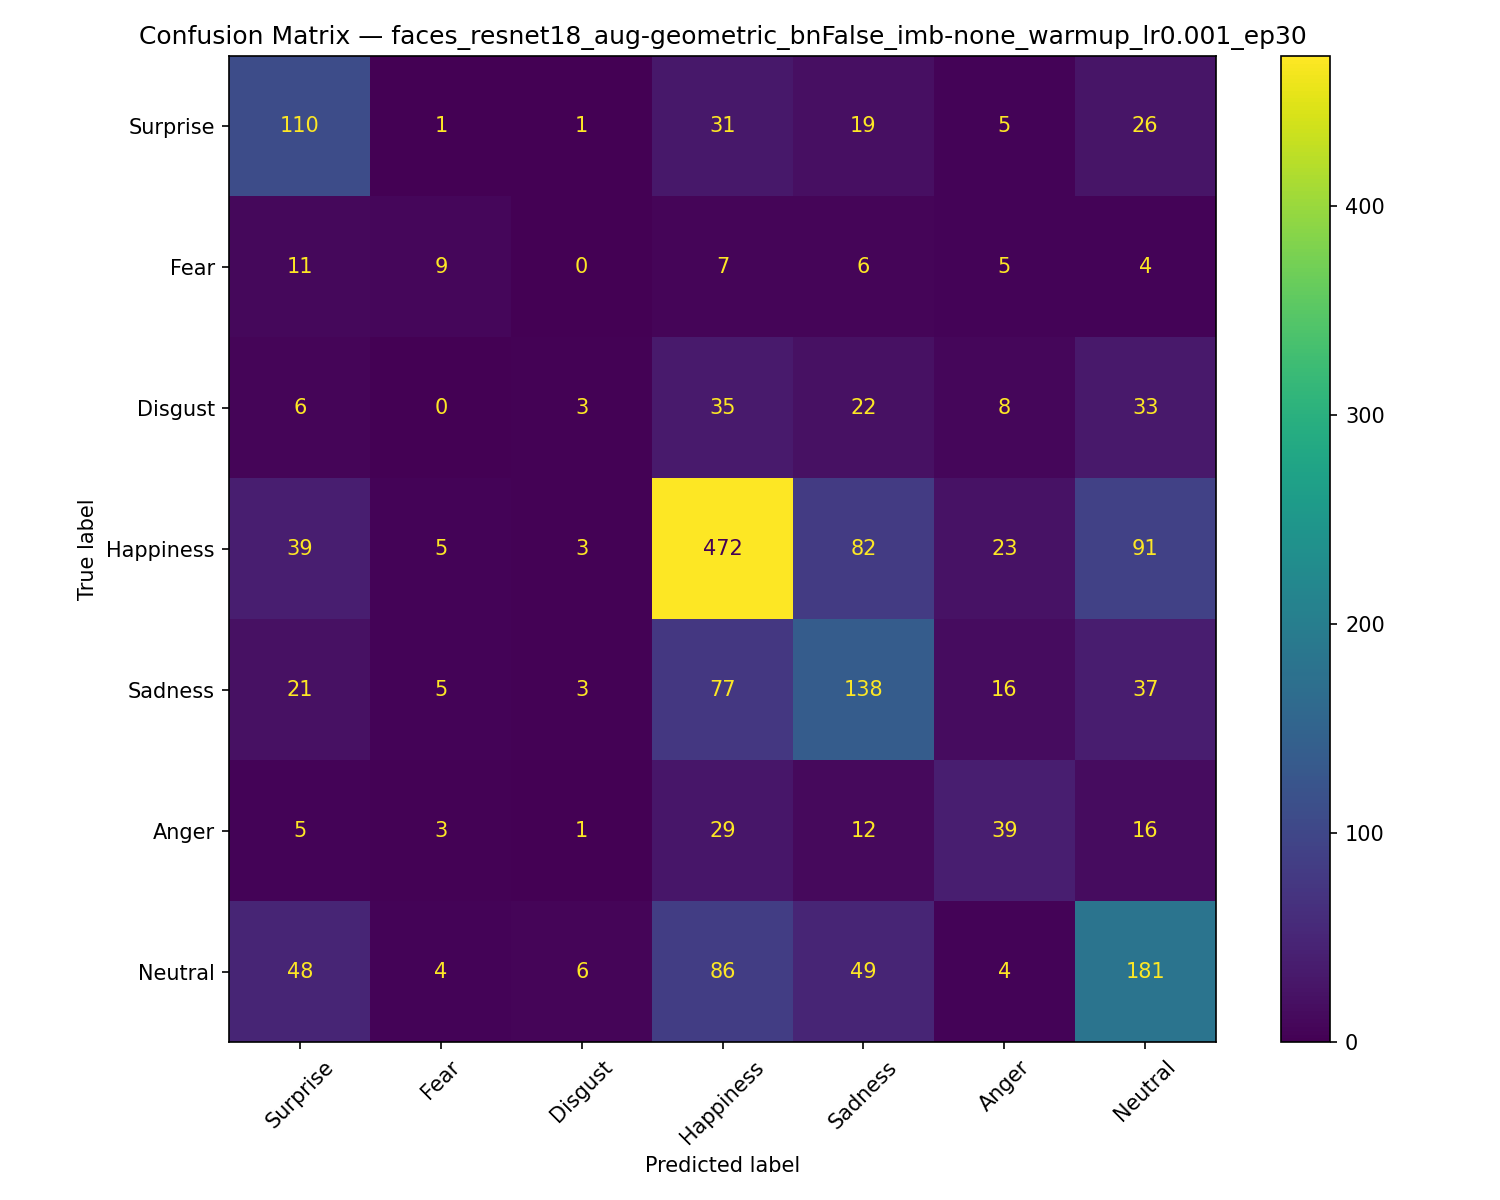 Confusion Matrix — faces_resnet18_aug-geometric_bnFalse_imb-none_warmup_lr0.001_ep30
Surprise 110 1 1 31 19 5 26
Fear 11 9 0 7 6 5 4
Disgust 6 0 3 35 22 8 33
Happiness 39 5 3 472 82 23 91
Sadness 21 5 3 77 138 16 37
Anger 5 3 1 29 12 39 16
Neutral 48 4 6 86 49 4 181
True label
Surprise Fear Disgust Happiness Sadness Anger Neutral
Predicted label
400
300
200
100
0